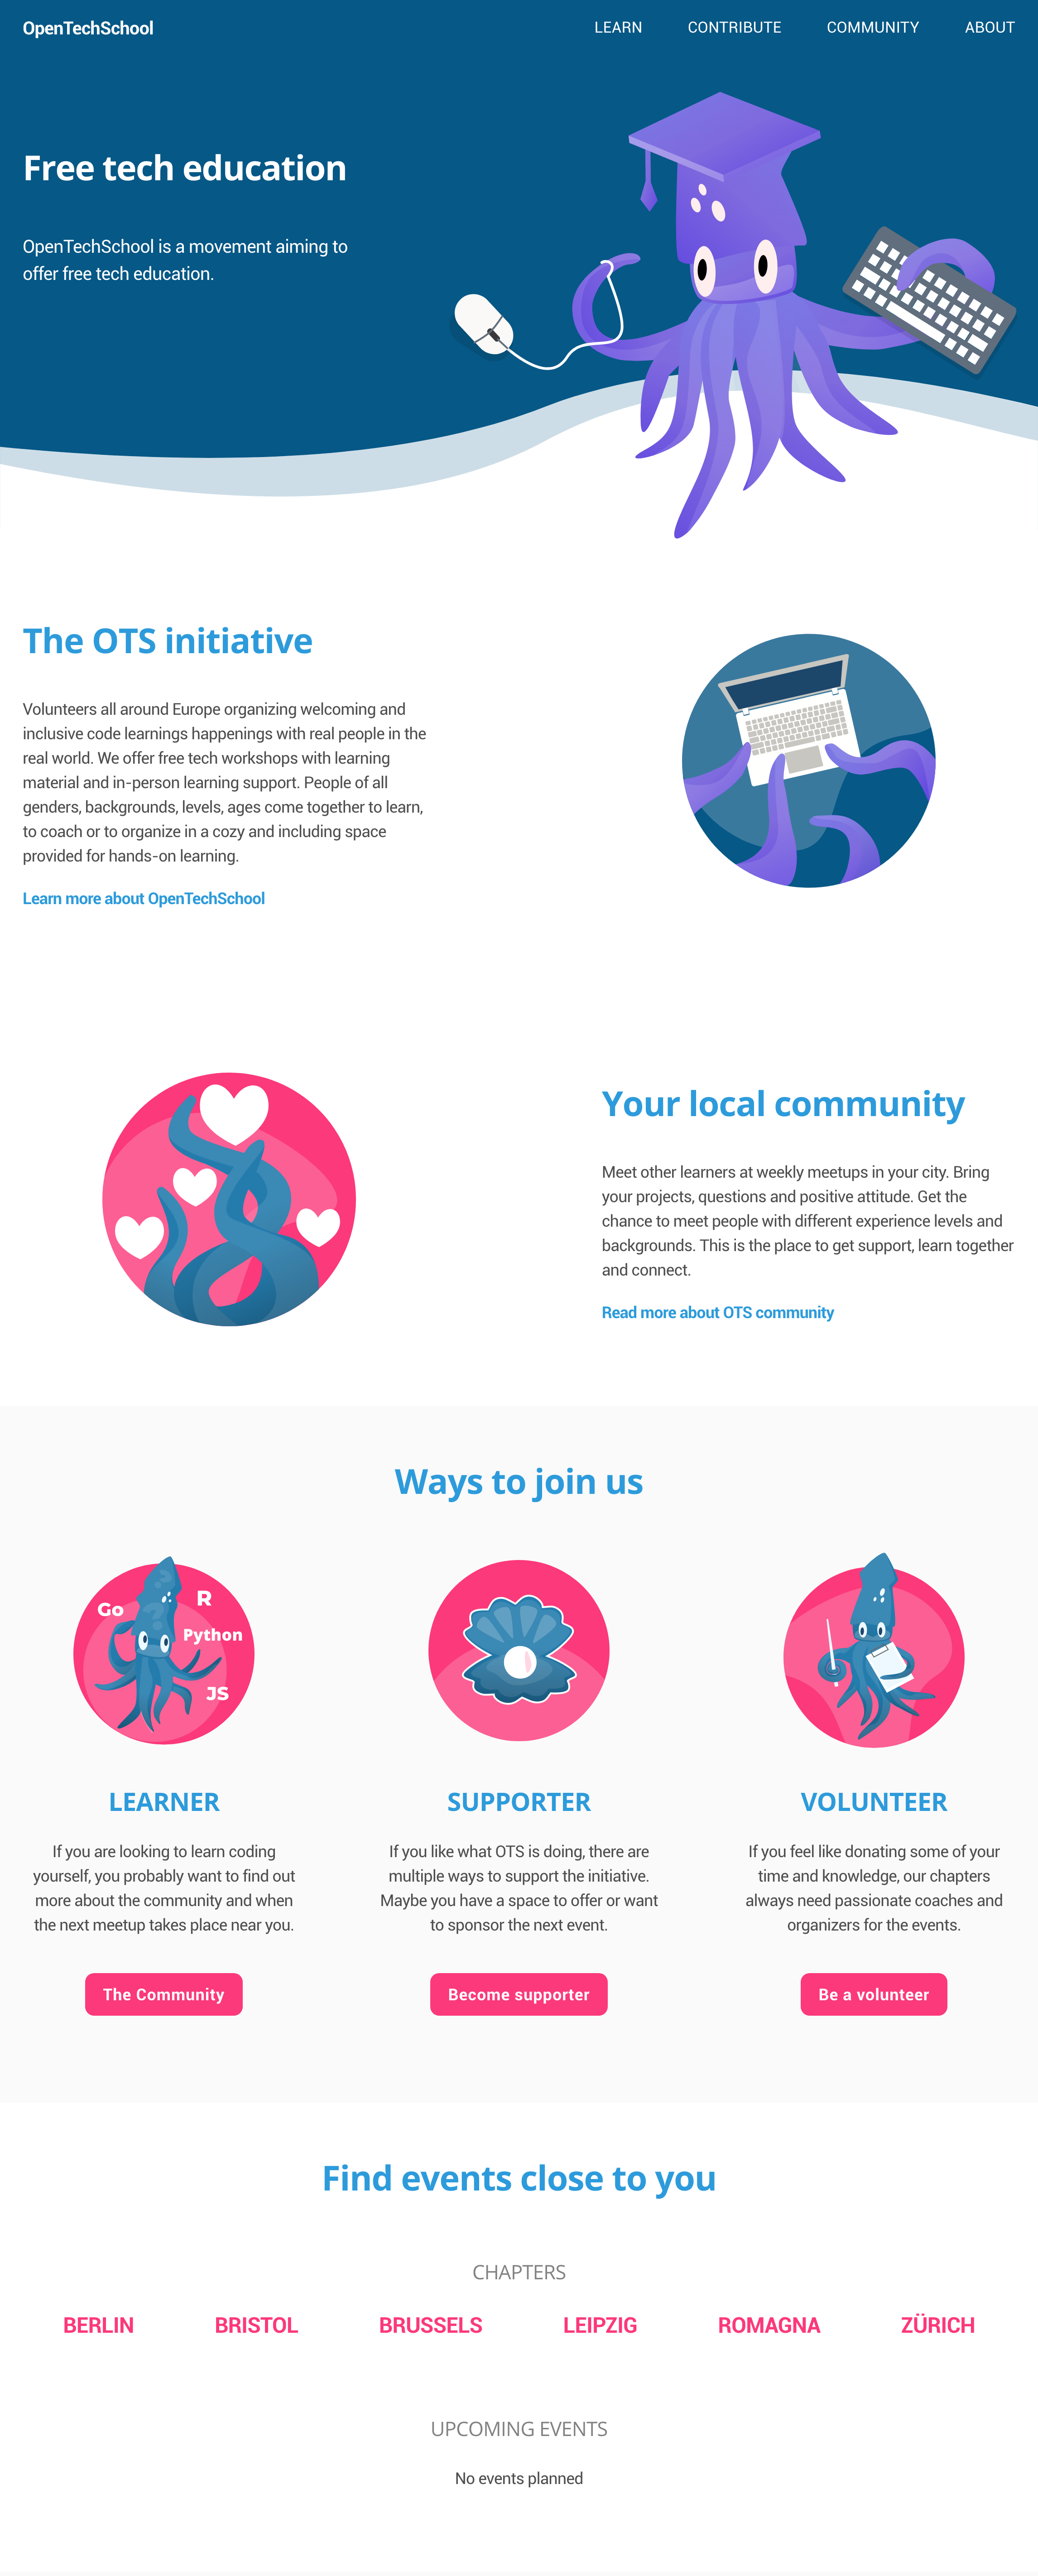 OpenTechSchool
LEARN
CONTRIBUTE
COMMUNITY
ABOUT
Free tech education
OpenTechSchool is a movement aiming to
offer free tech education.
The OTS initiative
Volunteers all around Europe organizing welcoming and
inclusive code learnings happenings with real people in the
real world. We offer free tech workshops with learning
material and in-person learning support. People of all
genders, backgrounds, levels, ages come together to learn,
to coach or to organize in a cozy and including space
provided for hands-on learning.
Learn more about OpenTechSchool
Your local community
Meet other learners at weekly meetups in your city. Bring
your projects, questions and positive attitude. Get the
chance to meet people with different experience levels and
backgrounds. This is the place to get support, learn together
and connect.
Read more about OTS community
Ways to join us
Go
R
Python
JS
LEARNER
If you are looking to learn coding
yourself, you probably want to find out
more about the community and when
the next meetup takes place near you.
The Community
SUPPORTER
If you like what OTS is doing, there are
multiple ways to support the initiative.
Maybe you have a space to offer or want
to sponsor the next event.
Become supporter
VOLUNTEER
If you feel like donating some of your
time and knowledge, our chapters
always need passionate coaches and
organizers for the events.
Be a volunteer
Find events close to you
CHAPTERS
BERLIN
BRISTOL
BRUSSELS
LEIPZIG
ROMAGNA
ZÜRICH
UPCOMING EVENTS
No events planned